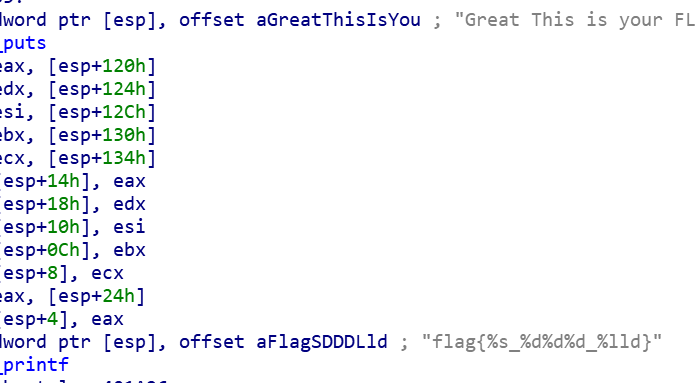 dword ptr [esp], offset aGreatThisIsYou ; "Great This is your FL
_puts
eax, [esp+120h]
edx, [esp+124h]
esi, [esp+12Ch]
ebx, [esp+130h]
ecx, [esp+134h]
[esp+14h], eax
[esp+18h], edx
[esp+10h], esi
[esp+0Ch], ebx
[esp+8], ecx
eax, [esp+24h]
[esp+4], eax
dword ptr [esp], offset aFlagSDDDLld ; "flag{%s_%d%d%d_%lld}"
_printf